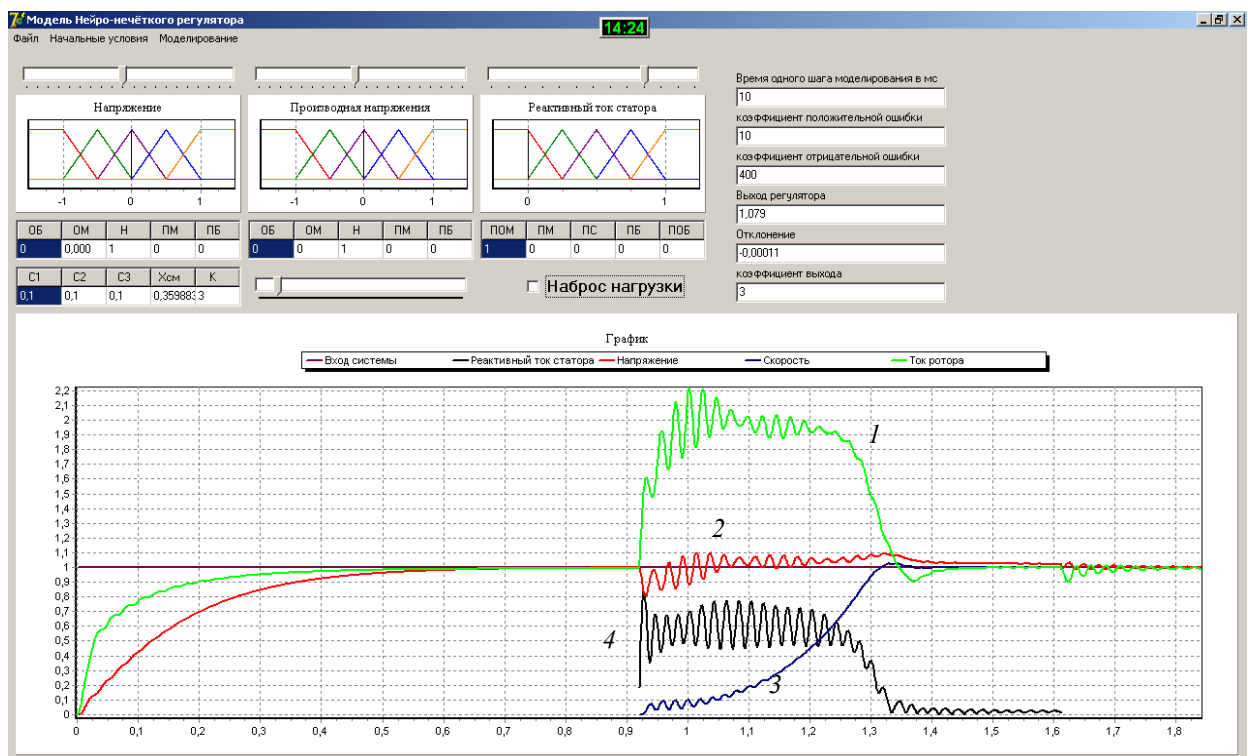 Модель Нейро-нечёткого регулятора
14:24
Файл Начальные условия Моделирование
Напряжение
-1 0 1
Производная напряжения
-1 0 1
Реактивный ток статора
0 1
ОБ ОМ Н ПМ ПБ
0 0,000 1 0 0
ОБ ОМ Н ПМ ПБ
0 0 1 0 0
ПОМ ПМ ПС ПБ ПОБ
1 0 0 0 0
C1 C2 C3 Xсм K
0,1 0,1 0,1 0,359883 3
Наброс нагрузки
Время одного шага моделирования в мс
10
коэффициент положительной ошибки
10
коэффициент отрицательной ошибки
400
Выход регулятора
1,079
Отклонение
-0,00011
коэффициент выхода
3
График
Вход системы Реактивный ток статора Напряжение Скорость Ток ротора
2,2
2,1
2
1,9
1,8
1,7
1,6
1,5
1,4
1,3
1,2
1,1
1
0,9
0,8
0,7
0,6
0,5
0,4
0,3
0,2
0,1
0
1
2
4
3
0 0,1 0,2 0,3 0,4 0,5 0,6 0,7 0,8 0,9 1 1,1 1,2 1,3 1,4 1,5 1,6 1,7 1,8